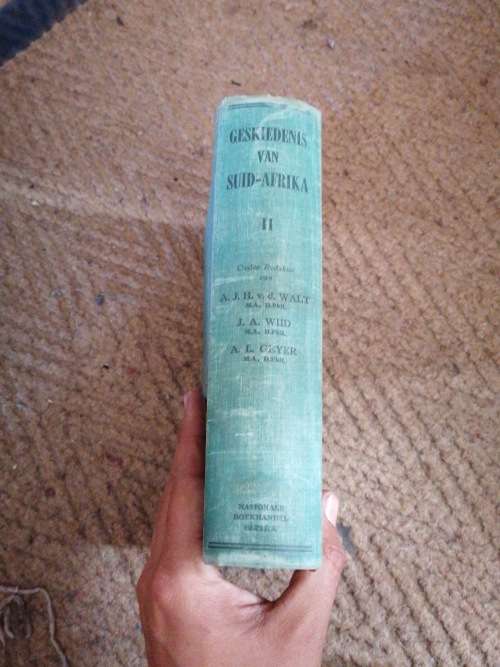 GESKIEDENIS
VAN
SUID-AFRIKA
II
Onder Redaksie
van
A. J. H. v. d. WALT
M.A., D.Phil.
J. A. WIID
M.A., D.Phil.
A. L. GEYER
M.A., D.Phil.
NASIONALE
BOEKHANDEL
BEPERK